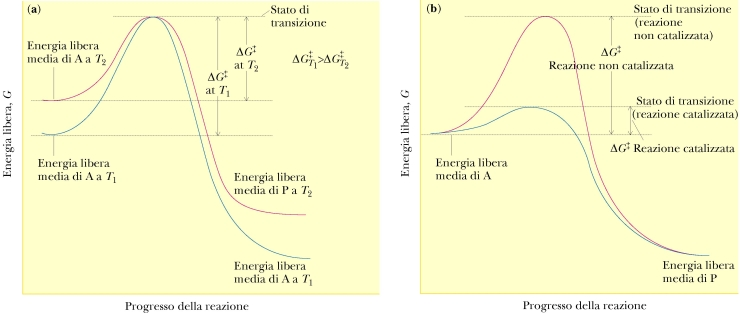 (a)
Stato di
transizione
Energia libera
media di A a T2
ΔG‡
at T2
ΔG‡
at T1
ΔG‡T1>ΔG‡T2
Energia libera, G
Energia libera
media di A a T1
Energia libera
media di P a T2
Energia libera
media di A a T1
Progresso della reazione
(b)
Stato di transizione
(reazione
non catalizzata)
ΔG‡
Reazione non catalizzata
Stato di transizione
(reazione catalizzata)
ΔG‡ Reazione catalizzata
Energia libera, G
Energia libera
media di A
Energia libera
media di P
Progresso della reazione